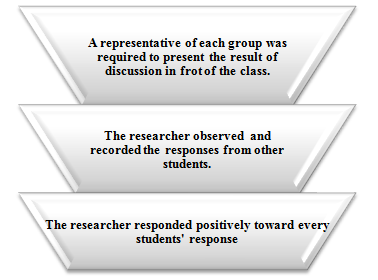 A representative of each group was
required to present the result of
discussion in frot of the class.
The researcher observed and
recorded the responses from other
students.
The researcher responded positively toward every
students' response